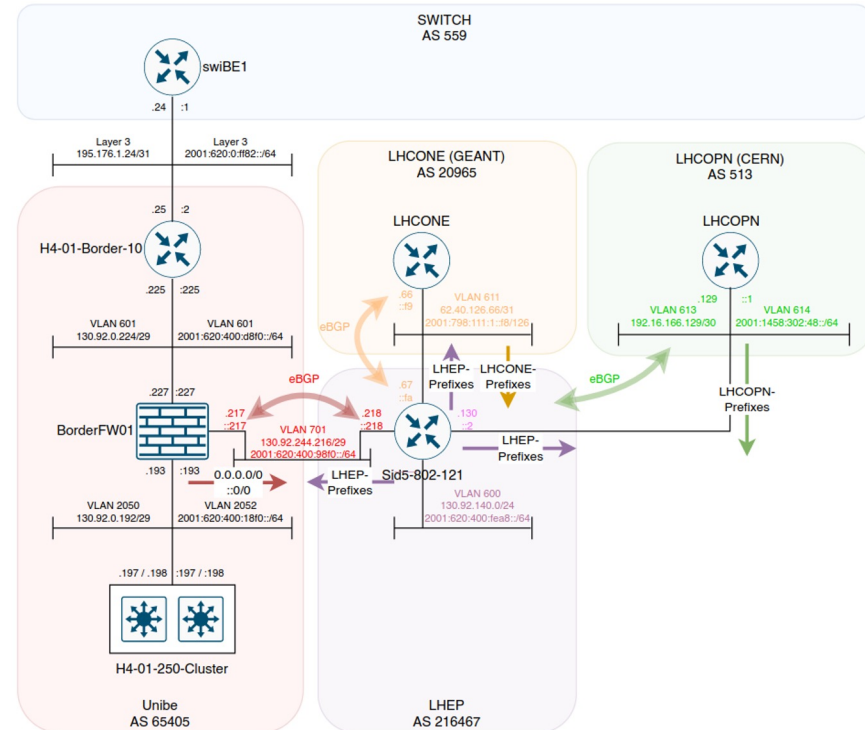 SWITCH
AS 559
swiBE1
.24 :1
Layer 3
195.176.1.24/31
Layer 3
2001:620:0:ff82::/64
LHCONE (GEANT)
AS 20965
LHCOPN (CERN)
AS 513
.25 :2
H4-01-Border-10
LHCONE
LHCOPN
.225 :225
.66
::f9
VLAN 611
62.40.126.66/31
2001:798:111:1::f8/126
.129 ::1
VLAN 613
192.16.166.129/30
VLAN 614
2001:1458:302:48::/64
VLAN 601
130.92.0.224/29
VLAN 601
2001:620:400:d8f0::/64
eBGP
LHEP-
Prefixes
LHCONE-
Prefixes
eBGP
LHCOPN-
Prefixes
.227 :227
eBGP
.67
::fa
BorderFW01
.217
::217
.218
::218
.130
::2
VLAN 701
130.92.244.216/29
2001:620:400:98f0::/64
LHEP-
Prefixes
.193 :193
0.0.0.0/0
::0/0
LHEP-
Prefixes
Sid5-802-121
VLAN 2050
130.92.0.192/29
VLAN 2052
2001:620:400:18f0::/64
VLAN 600
130.92.140.0/24
2001:620:400:fea8::/64
.197 / .198 :197 / :198
H4-01-250-Cluster
Unibe
AS 65405
LHEP
AS 216467